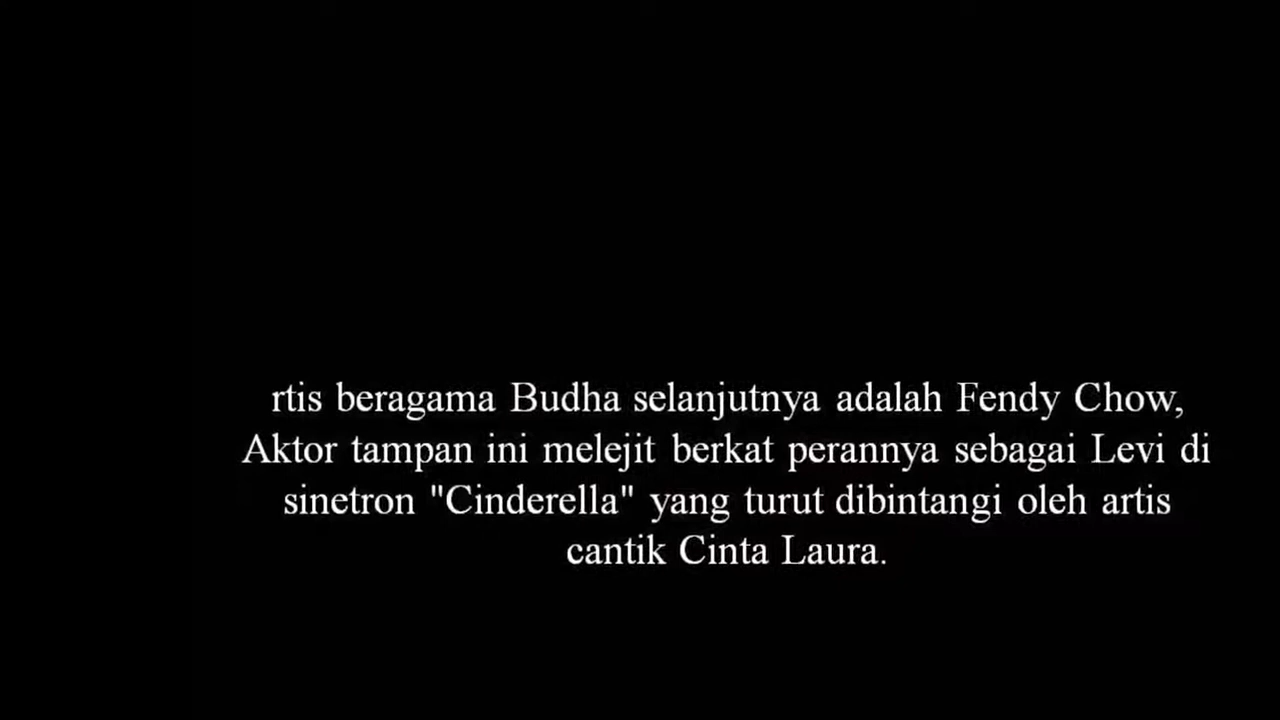 rtis beragama Budha selanjutnya adalah Fendy Chow,
Aktor tampan ini melejit berkat perannya sebagai Levi di
sinetron "Cinderella" yang turut dibintangi oleh artis
cantik Cinta Laura.